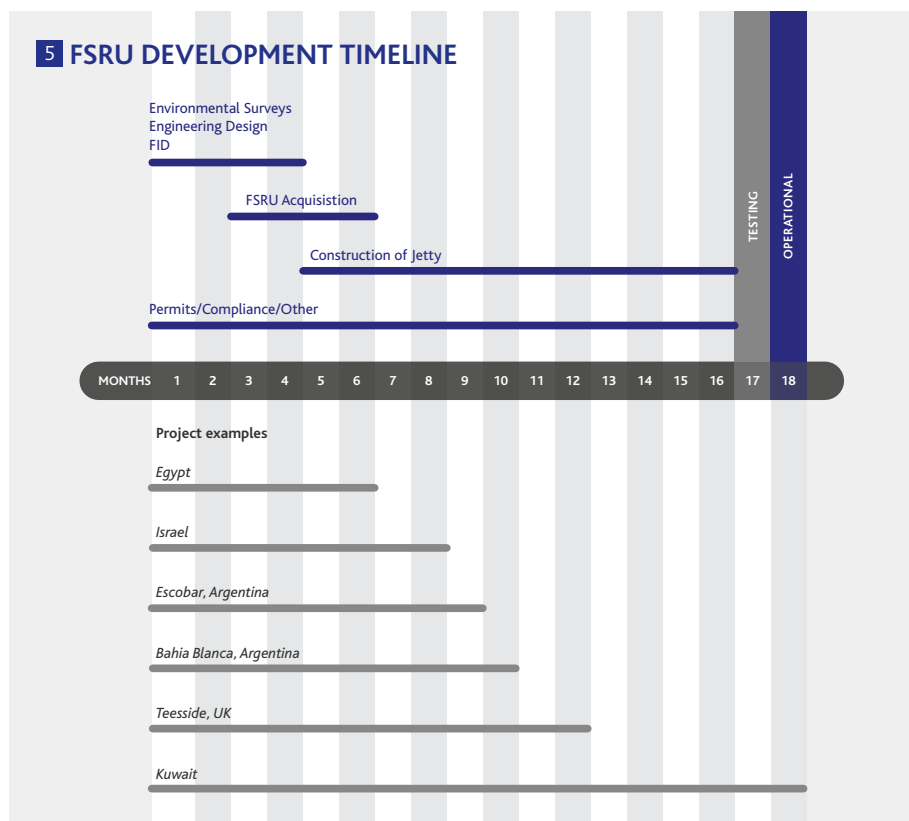 5 FSRU DEVELOPMENT TIMELINE
Environmental Surveys
Engineering Design
FID
FSRU Acquisistion
Construction of Jetty
Permits/Compliance/Other
TESTING
OPERATIONAL
MONTHS 1 2 3 4 5 6 7 8 9 10 11 12 13 14 15 16 17 18
Project examples
Egypt
Israel
Escobar, Argentina
Bahia Blanca, Argentina
Teesside, UK
Kuwait